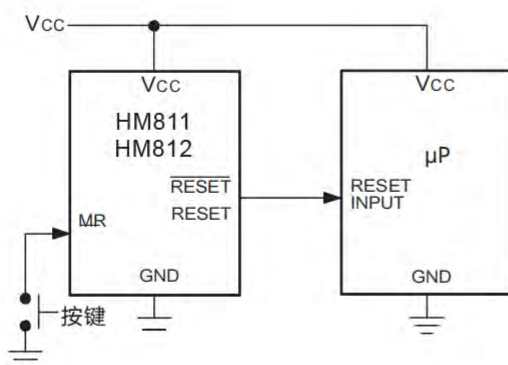 Vcc
Vcc
HM811
HM812
RESET
RESET
MR
GND
按键
Vcc
μP
RESET
INPUT
GND